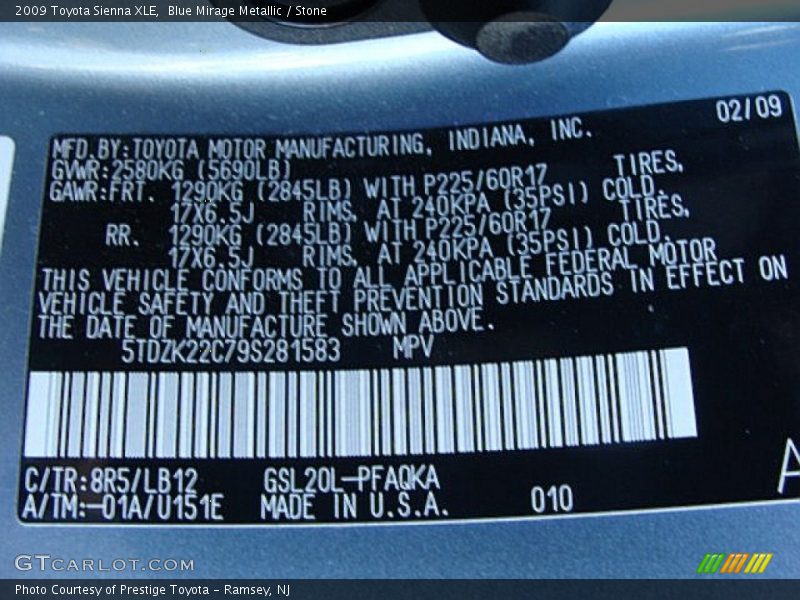 2009 Toyota Sienna XLE,  Blue Mirage Metallic / Stone
02/09
MFD.BY:TOYOTA MOTOR MANUFACTURING, INDIANA, INC.
GVWR:2580KG (5690LB)
GAWR:FRT. 1290KG (2845LB) WITH P225/60R17 TIRES,
17X6.5J RIMS, AT 240KPA (35PSI) COLD.
RR. 1290KG (2845LB) WITH P225/60R17 TIRES,
17X6.5J RIMS, AT 240KPA (35PSI) COLD.
THIS VEHICLE CONFORMS TO ALL APPLICABLE FEDERAL MOTOR
VEHICLE SAFETY AND THEFT PREVENTION STANDARDS IN EFFECT ON
THE DATE OF MANUFACTURE SHOWN ABOVE.
5TDZK22C79S281583 MPV
C/TR:8R5/LB12 GSL20L-PFAQKA
A/TM:-01A/U151E MADE IN U.S.A. 010
A
GTCARLOT.COM
Photo Courtesy of Prestige Toyota - Ramsey, NJ